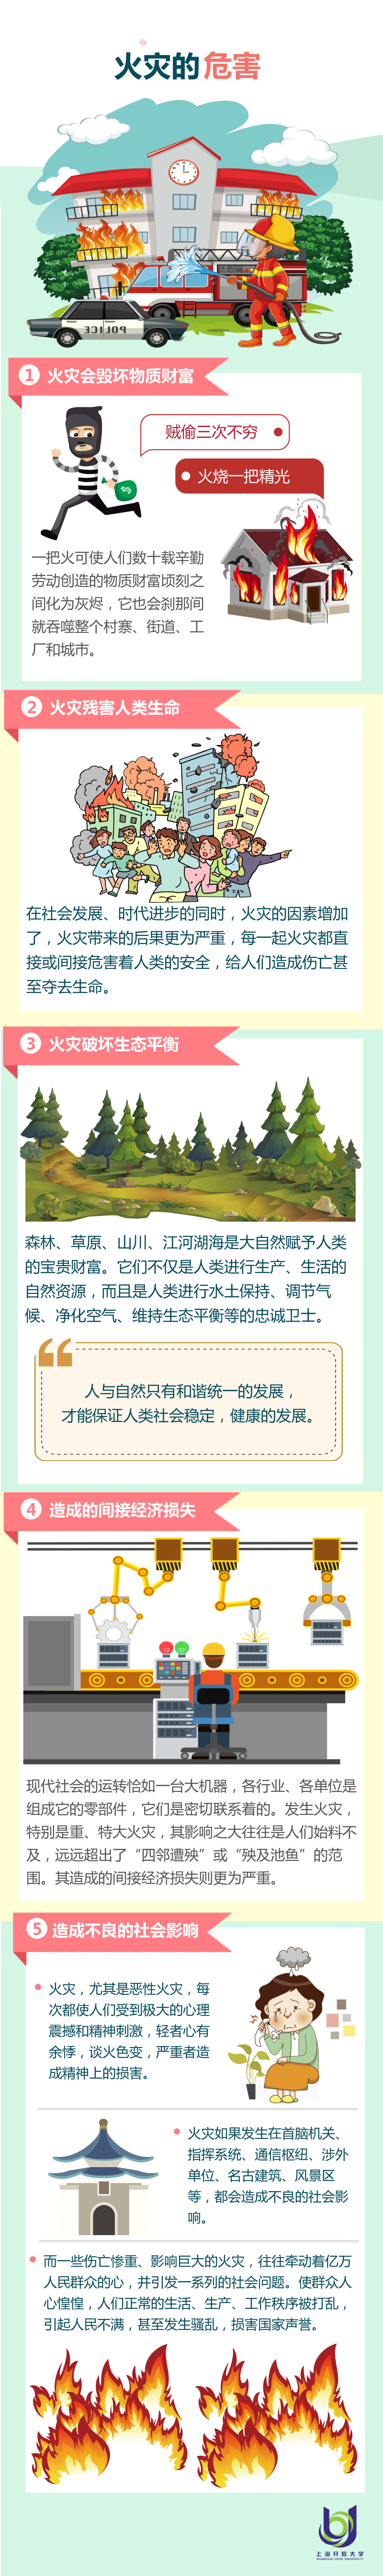 火灾的危害
POLICE
1 火灾会毁坏物质财富
贼偷三次不穷
火烧一把精光
一把火可使人们数十载辛勤
劳动创造的物质财富顷刻之
间化为灰烬，它也会刹那间
就吞噬整个村寨、街道、工
厂和城市。
2 火灾残害人类生命
在社会发展、时代进步的同时，火灾的因素增加
了，火灾带来的后果更为严重，每一起火灾都直
接或间接危害着人类的安全，给人们造成伤亡甚
至夺去生命。
3 火灾破坏生态平衡
森林、草原、山川、江河湖海是大自然赋予人类
的宝贵财富。它们不仅是人类进行生产、生活的
自然资源，而且是人类进行水土保持、调节气
候、净化空气、维持生态平衡等的忠诚卫士。
人与自然只有和谐统一的发展，
才能保证人类社会稳定，健康的发展。
4 造成的间接经济损失
现代社会的运转恰如一台大机器，各行业、各单位是
组成它的零部件，它们是密切联系着的。发生火灾，
特别是重、特大火灾，其影响之大往往是人们始料不
及，远远超出了“四邻遭殃”或“殃及池鱼”的范
围。其造成的间接经济损失则更为严重。
5 造成不良的社会影响
火灾，尤其是恶性火灾，每
次都使人们受到极大的心理
震撼和精神刺激，轻者心有
余悸，谈火色变，严重者造
成精神上的损害。
火灾如果发生在首脑机关、
指挥系统、通信枢纽、涉外
单位、名古建筑、风景区
等，都会造成不良的社会影
响。
而一些伤亡惨重、影响巨大的火灾，往往牵动着亿万
人民群众的心，并引发一系列的社会问题。使群众人
心惶惶，人们正常的生活、生产、工作秩序被打乱，
引起人民不满，甚至发生骚乱，损害国家声誉。
上海开放大学
SHANGHAI OPEN UNIVERSITY